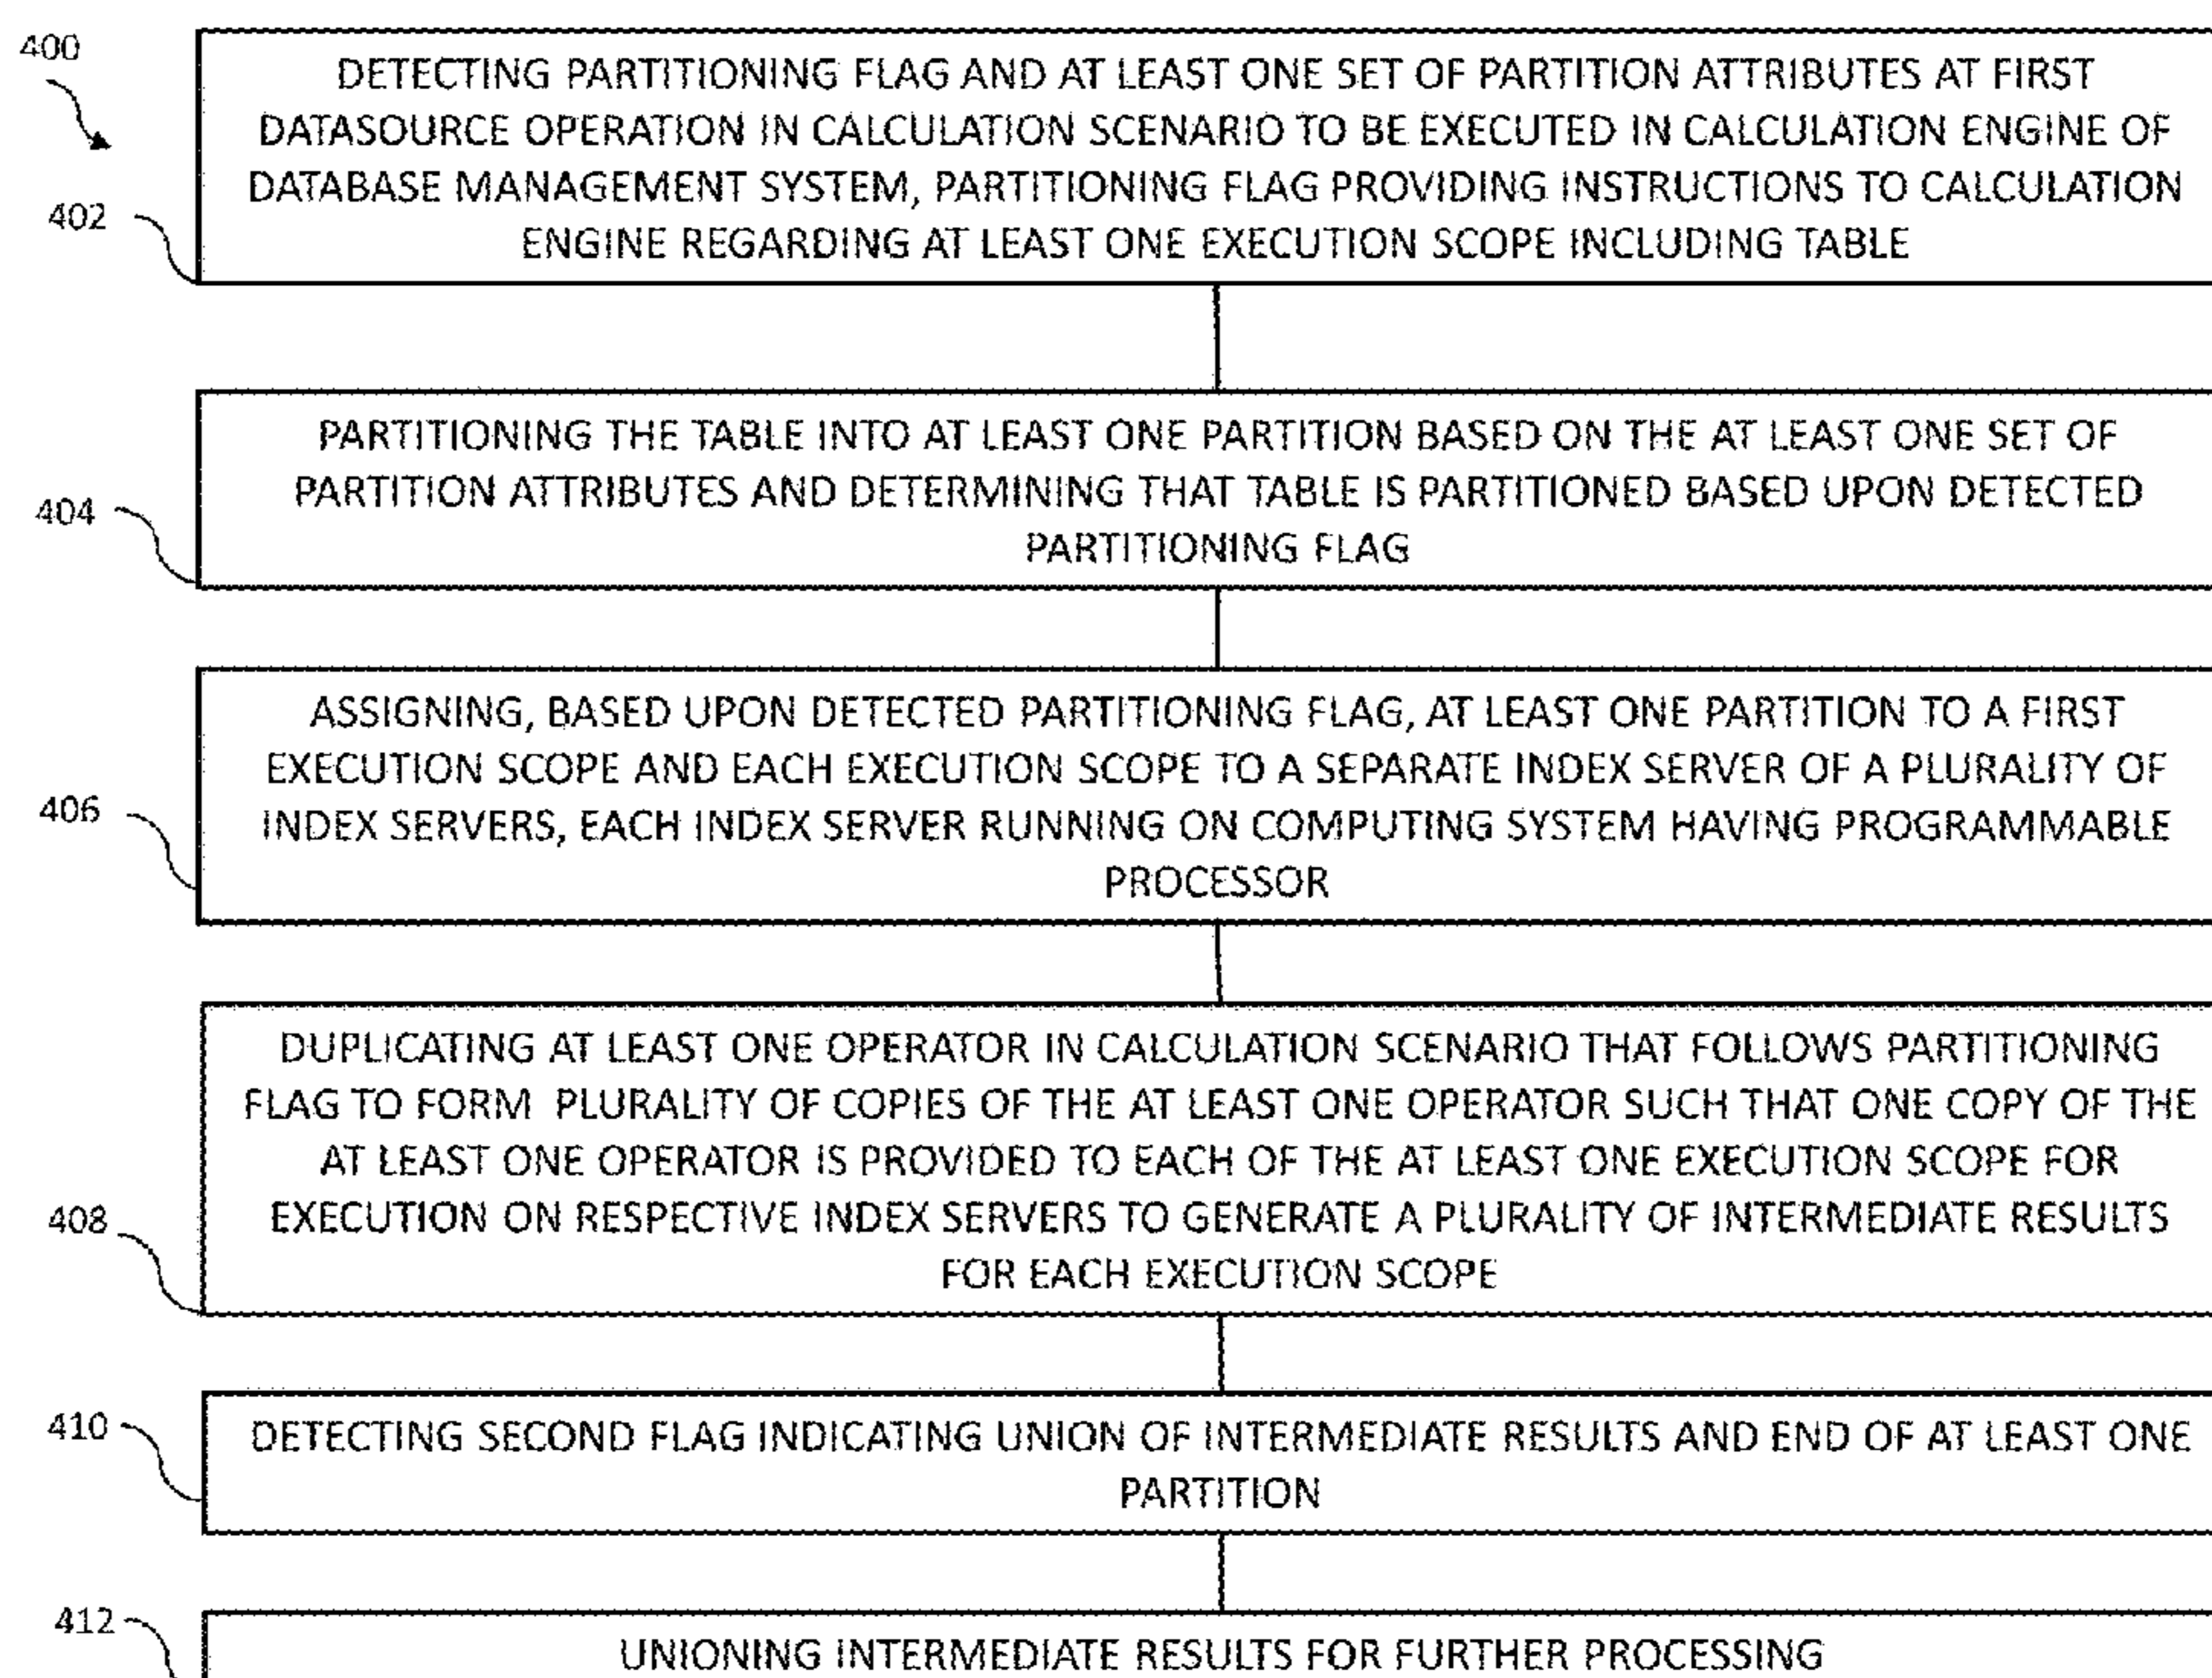 400
DETECTING PARTITIONING FLAG AND AT LEAST ONE SET OF PARTITION ATTRIBUTES AT FIRST
DATASOURCE OPERATION IN CALCULATION SCENARIO TO BE EXECUTED IN CALCULATION ENGINE OF
DATABASE MANAGEMENT SYSTEM, PARTITIONING FLAG PROVIDING INSTRUCTIONS TO CALCULATION
ENGINE REGARDING AT LEAST ONE EXECUTION SCOPE INCLUDING TABLE
402
PARTITIONING THE TABLE INTO AT LEAST ONE PARTITION BASED ON THE AT LEAST ONE SET OF
PARTITION ATTRIBUTES AND DETERMINING THAT TABLE IS PARTITIONED BASED UPON DETECTED
PARTITIONING FLAG
404
ASSIGNING, BASED UPON DETECTED PARTITIONING FLAG, AT LEAST ONE PARTITION TO A FIRST
EXECUTION SCOPE AND EACH EXECUTION SCOPE TO A SEPARATE INDEX SERVER OF A PLURALITY OF
INDEX SERVERS, EACH INDEX SERVER RUNNING ON COMPUTING SYSTEM HAVING PROGRAMMABLE
PROCESSOR
406
DUPLICATING AT LEAST ONE OPERATOR IN CALCULATION SCENARIO THAT FOLLOWS PARTITIONING
FLAG TO FORM PLURALITY OF COPIES OF THE AT LEAST ONE OPERATOR SUCH THAT ONE COPY OF THE
AT LEAST ONE OPERATOR IS PROVIDED TO EACH OF THE AT LEAST ONE EXECUTION SCOPE FOR
EXECUTION ON RESPECTIVE INDEX SERVERS TO GENERATE A PLURALITY OF INTERMEDIATE RESULTS
FOR EACH EXECUTION SCOPE
408
410
DETECTING SECOND FLAG INDICATING UNION OF INTERMEDIATE RESULTS AND END OF AT LEAST ONE
PARTITION
412
UNIONING INTERMEDIATE RESULTS FOR FURTHER PROCESSING